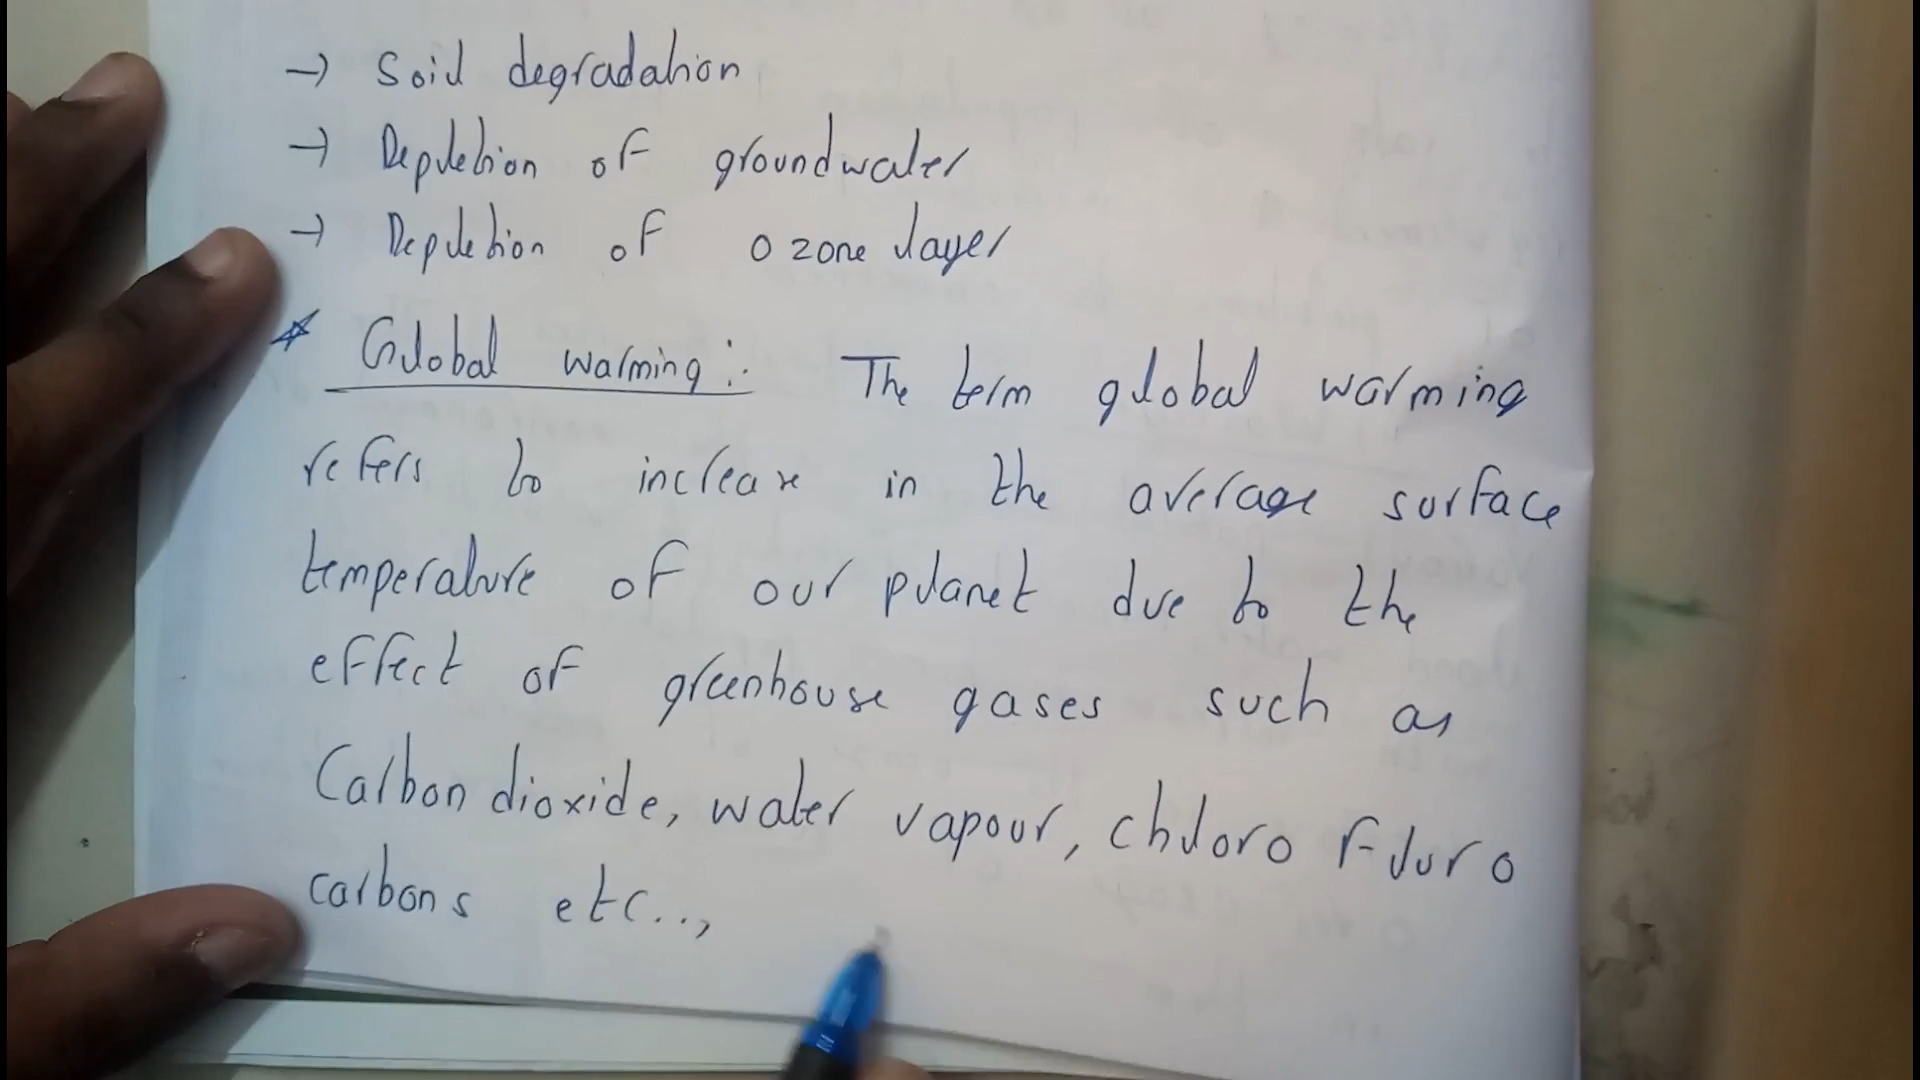 → Soil degradation
→ Depletion of groundwater
→ Depletion of ozone layer
* Global warming:. The term global warming
refers to increase in the average surface
temperature of our planet due to the
effect of greenhouse gases such as
Carbon dioxide, water vapour, chloro fluro
carbons etc..,